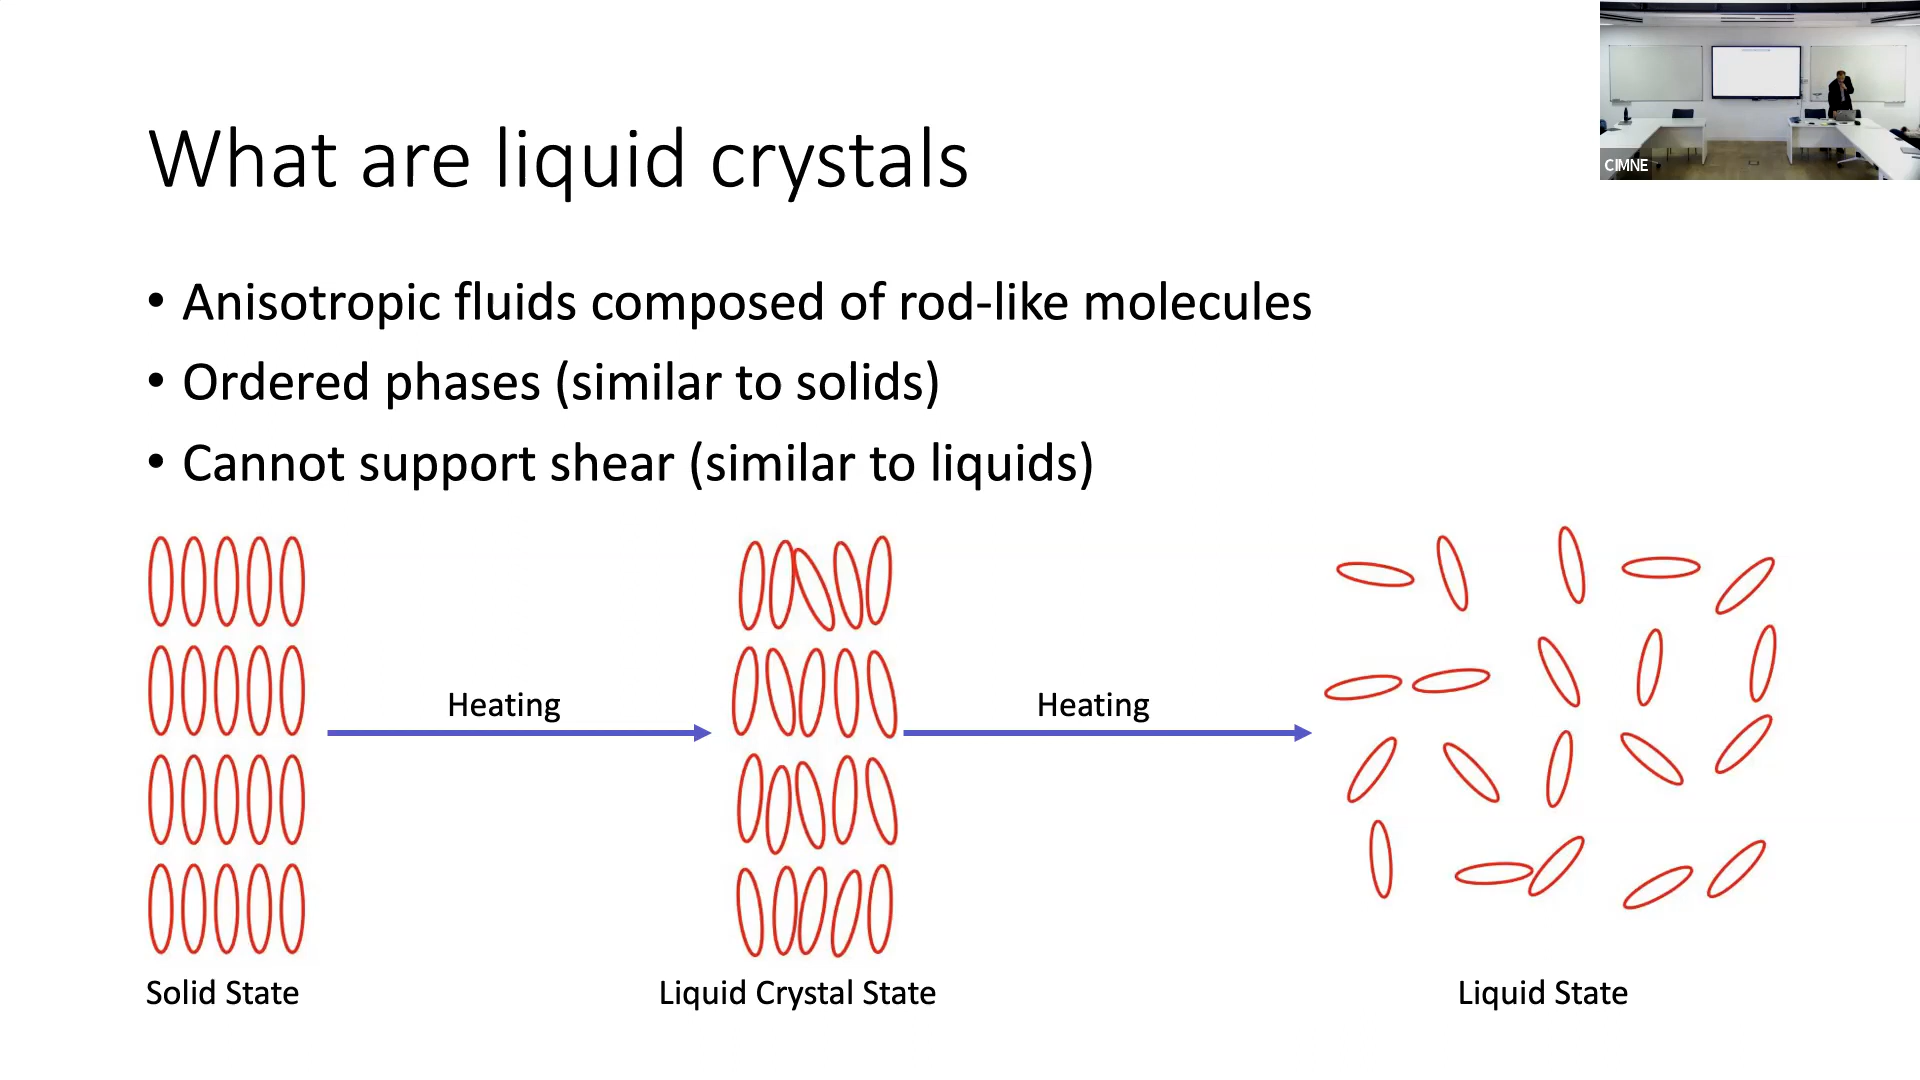 What are liquid crystals
• Anisotropic fluids composed of rod-like molecules
• Ordered phases (similar to solids)
• Cannot support shear (similar to liquids)
Heating
Heating
Solid State
Liquid Crystal State
Liquid State
CIMNE